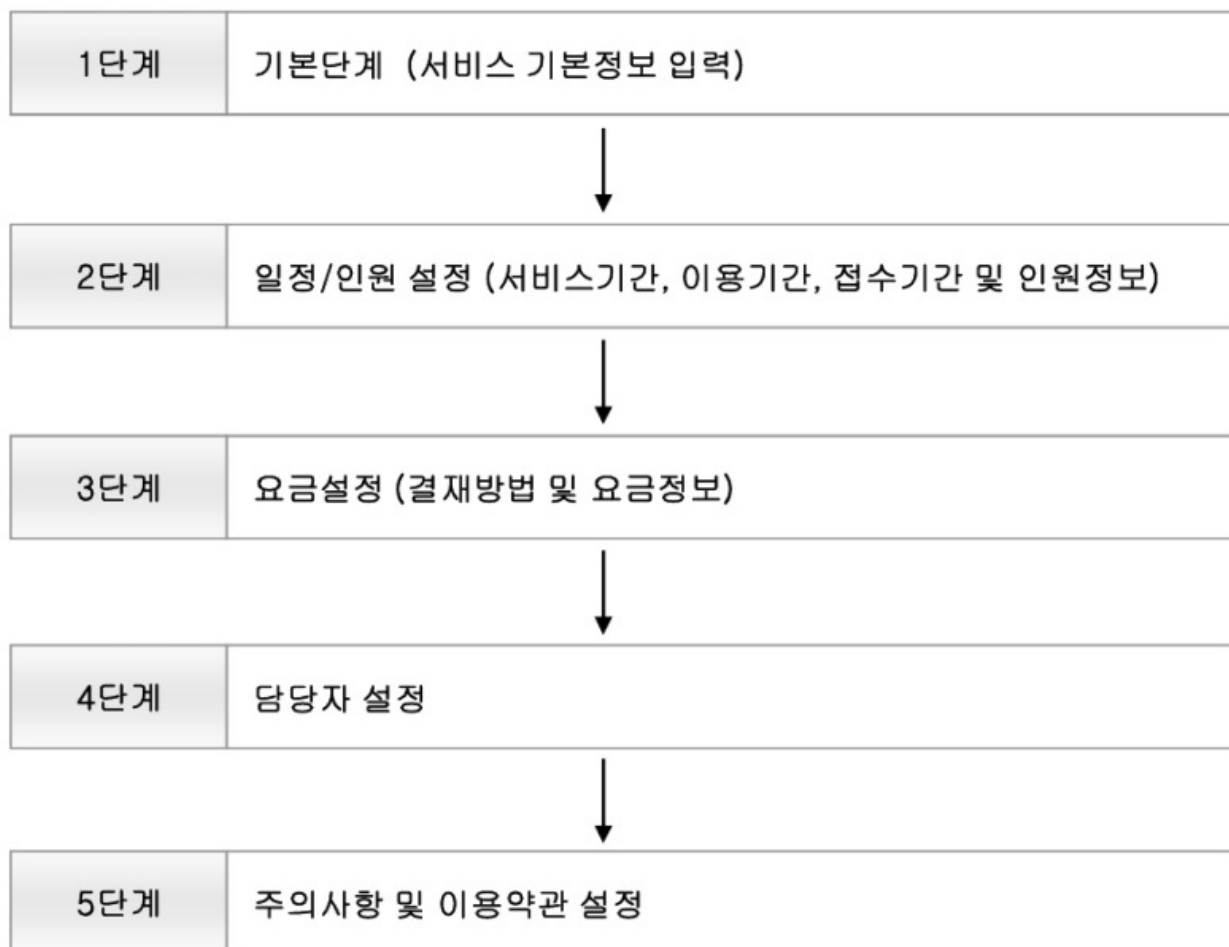 1단계 기본단계 (서비스 기본정보 입력)
2단계 일정/인원 설정 (서비스기간, 이용기간, 접수기간 및 인원정보)
3단계 요금설정 (결재방법 및 요금정보)
4단계 담당자 설정
5단계 주의사항 및 이용약관 설정